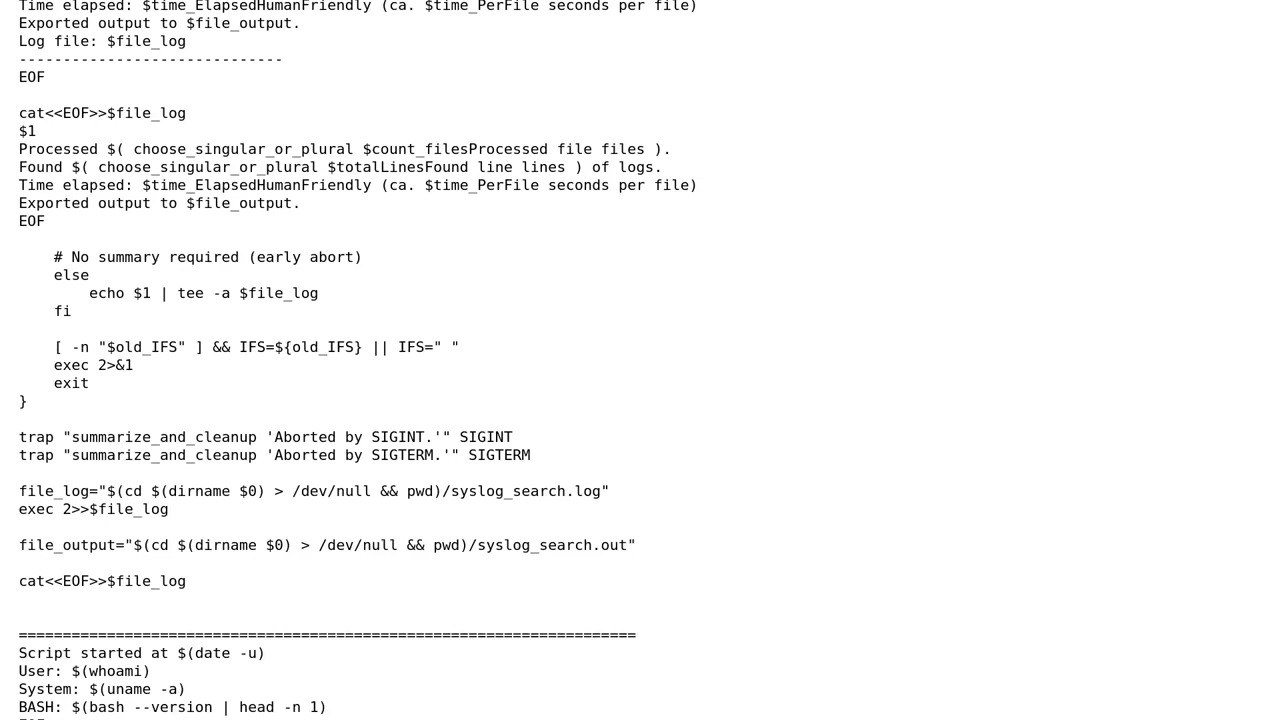 Time elapsed: $time_ElapsedHumanFriendly (ca. $time_PerFile seconds per file)
Exported output to $file_output.
Log file: $file_log
------------------------------
EOF

cat<<EOF>>$file_log
$1
Processed $( choose_singular_or_plural $count_filesProcessed file files ).
Found $( choose_singular_or_plural $totalLinesFound line lines ) of logs.
Time elapsed: $time_ElapsedHumanFriendly (ca. $time_PerFile seconds per file)
Exported output to $file_output.
EOF

    # No summary required (early abort)
    else
        echo $1 | tee -a $file_log
    fi

    [ -n "$old_IFS" ] && IFS=${old_IFS} || IFS=" "
    exec 2>&1
    exit
}

trap "summarize_and_cleanup 'Aborted by SIGINT.'" SIGINT
trap "summarize_and_cleanup 'Aborted by SIGTERM.'" SIGTERM

file_log="$(cd $(dirname $0) > /dev/null && pwd)/syslog_search.log"
exec 2>>$file_log

file_output="$(cd $(dirname $0) > /dev/null && pwd)/syslog_search.out"

cat<<EOF>>$file_log


======================================================================
Script started at $(date -u)
User: $(whoami)
System: $(uname -a)
BASH: $(bash --version | head -n 1)
EOF